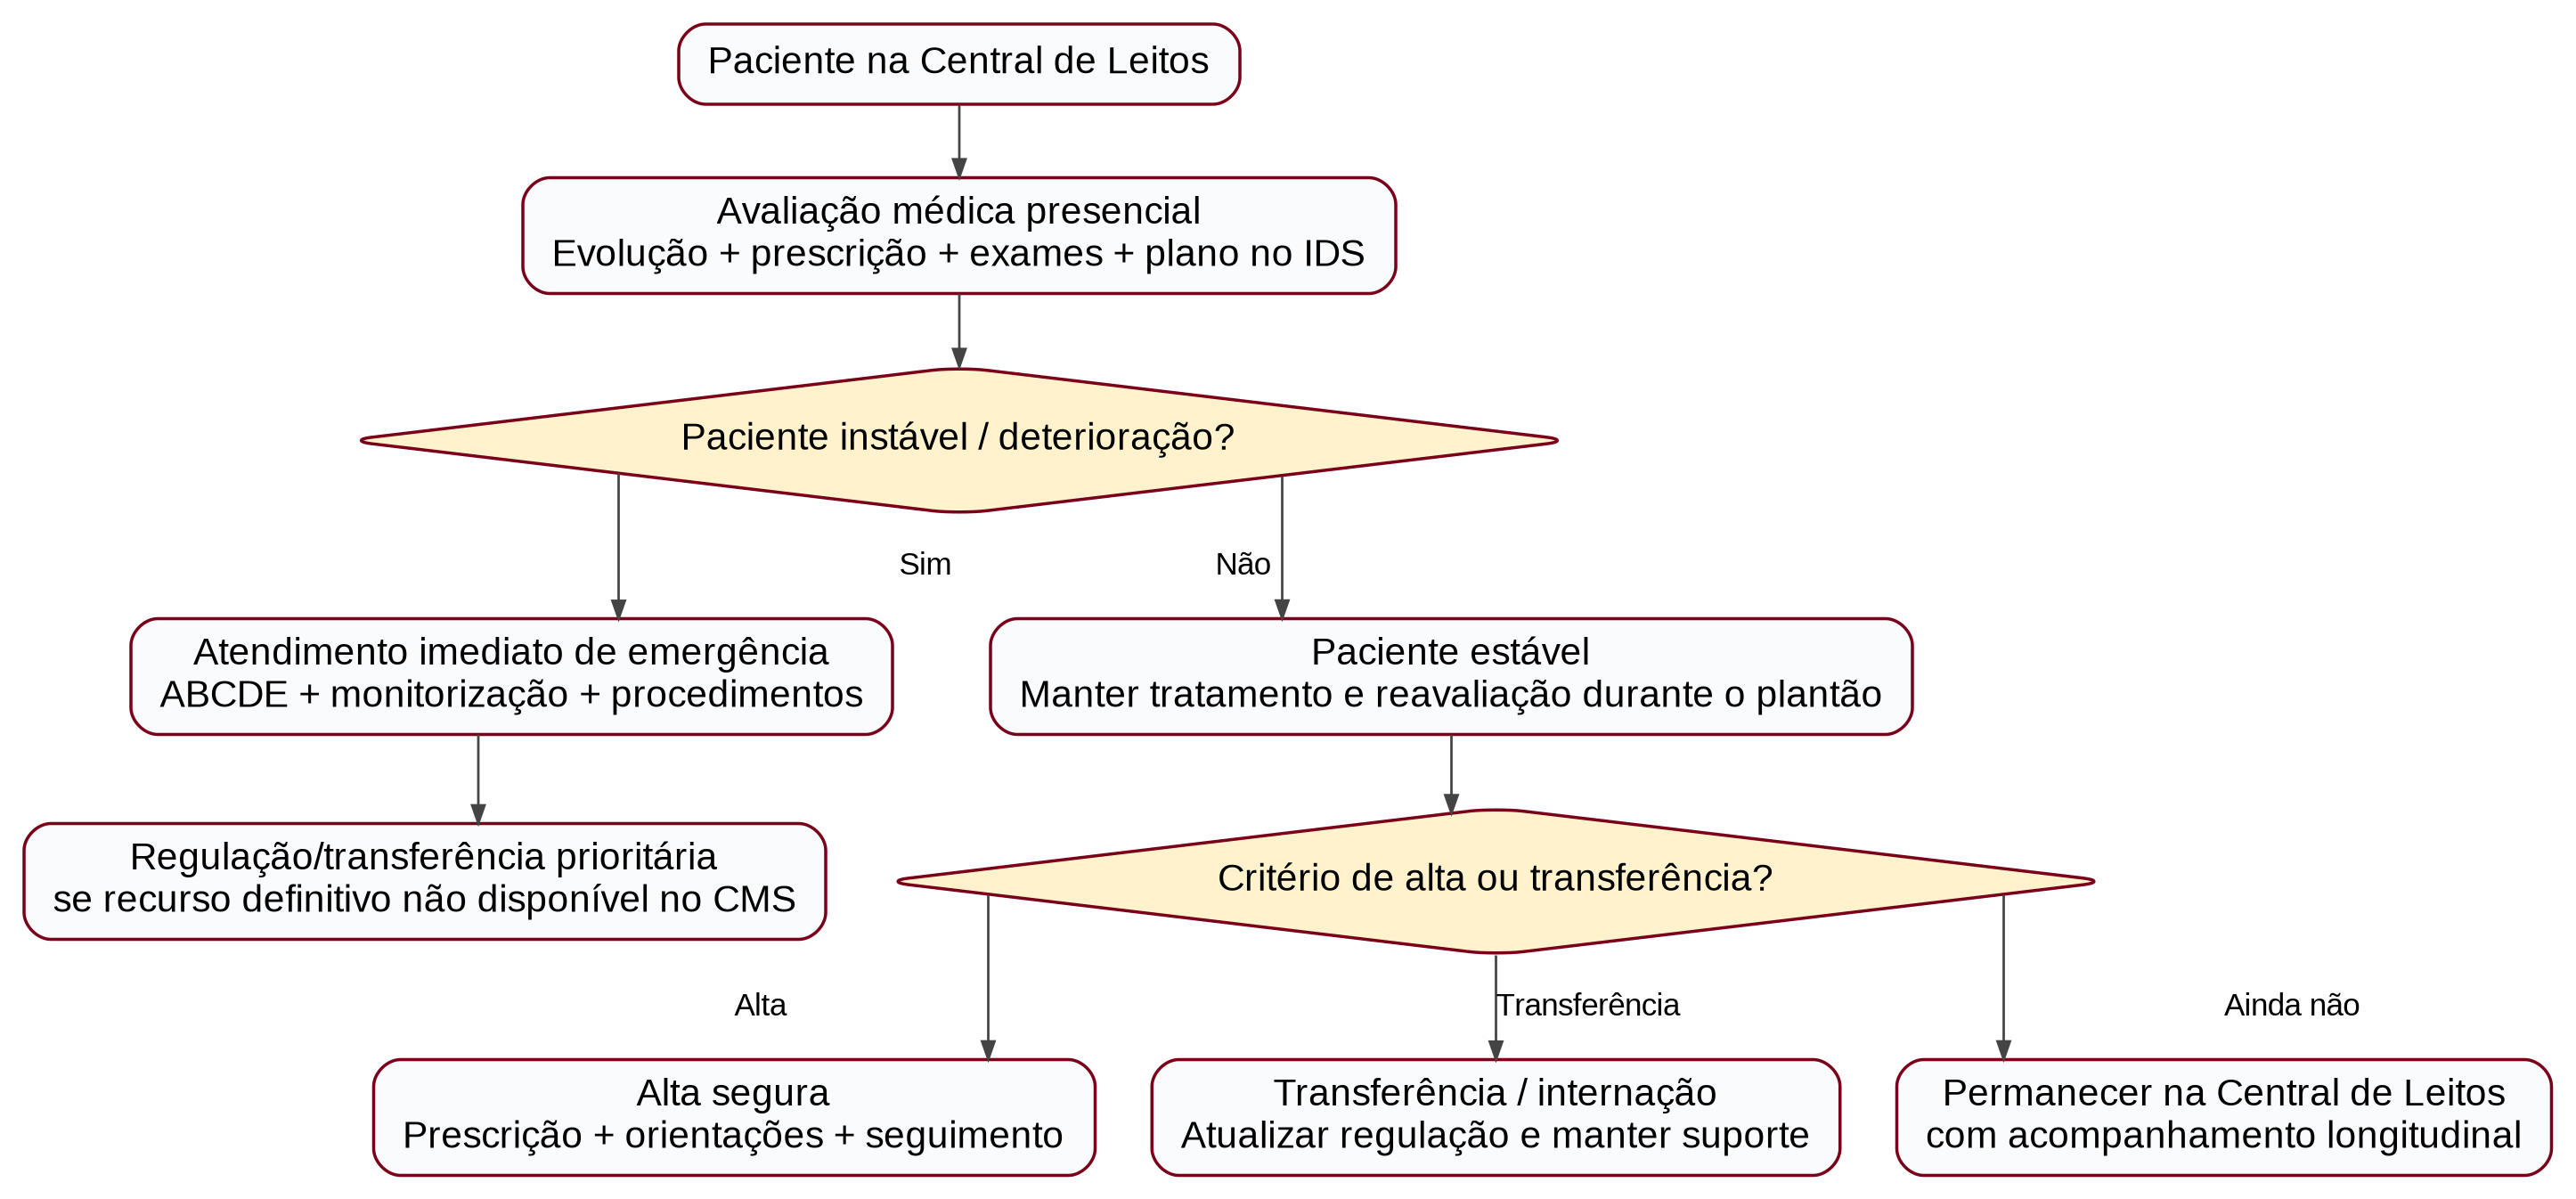 Paciente na Central de Leitos
Avaliação médica presencial
Evolução + prescrição + exames + plano no IDS
Paciente instável / deterioração?
Sim
Não
Atendimento imediato de emergência
ABCDE + monitorização + procedimentos
Paciente estável
Manter tratamento e reavaliação durante o plantão
Regulação/transferência prioritária
se recurso definitivo não disponível no CMS
Critério de alta ou transferência?
Alta
Transferência
Ainda não
Alta segura
Prescrição + orientações + seguimento
Transferência / internação
Atualizar regulação e manter suporte
Permanecer na Central de Leitos
com acompanhamento longitudinal